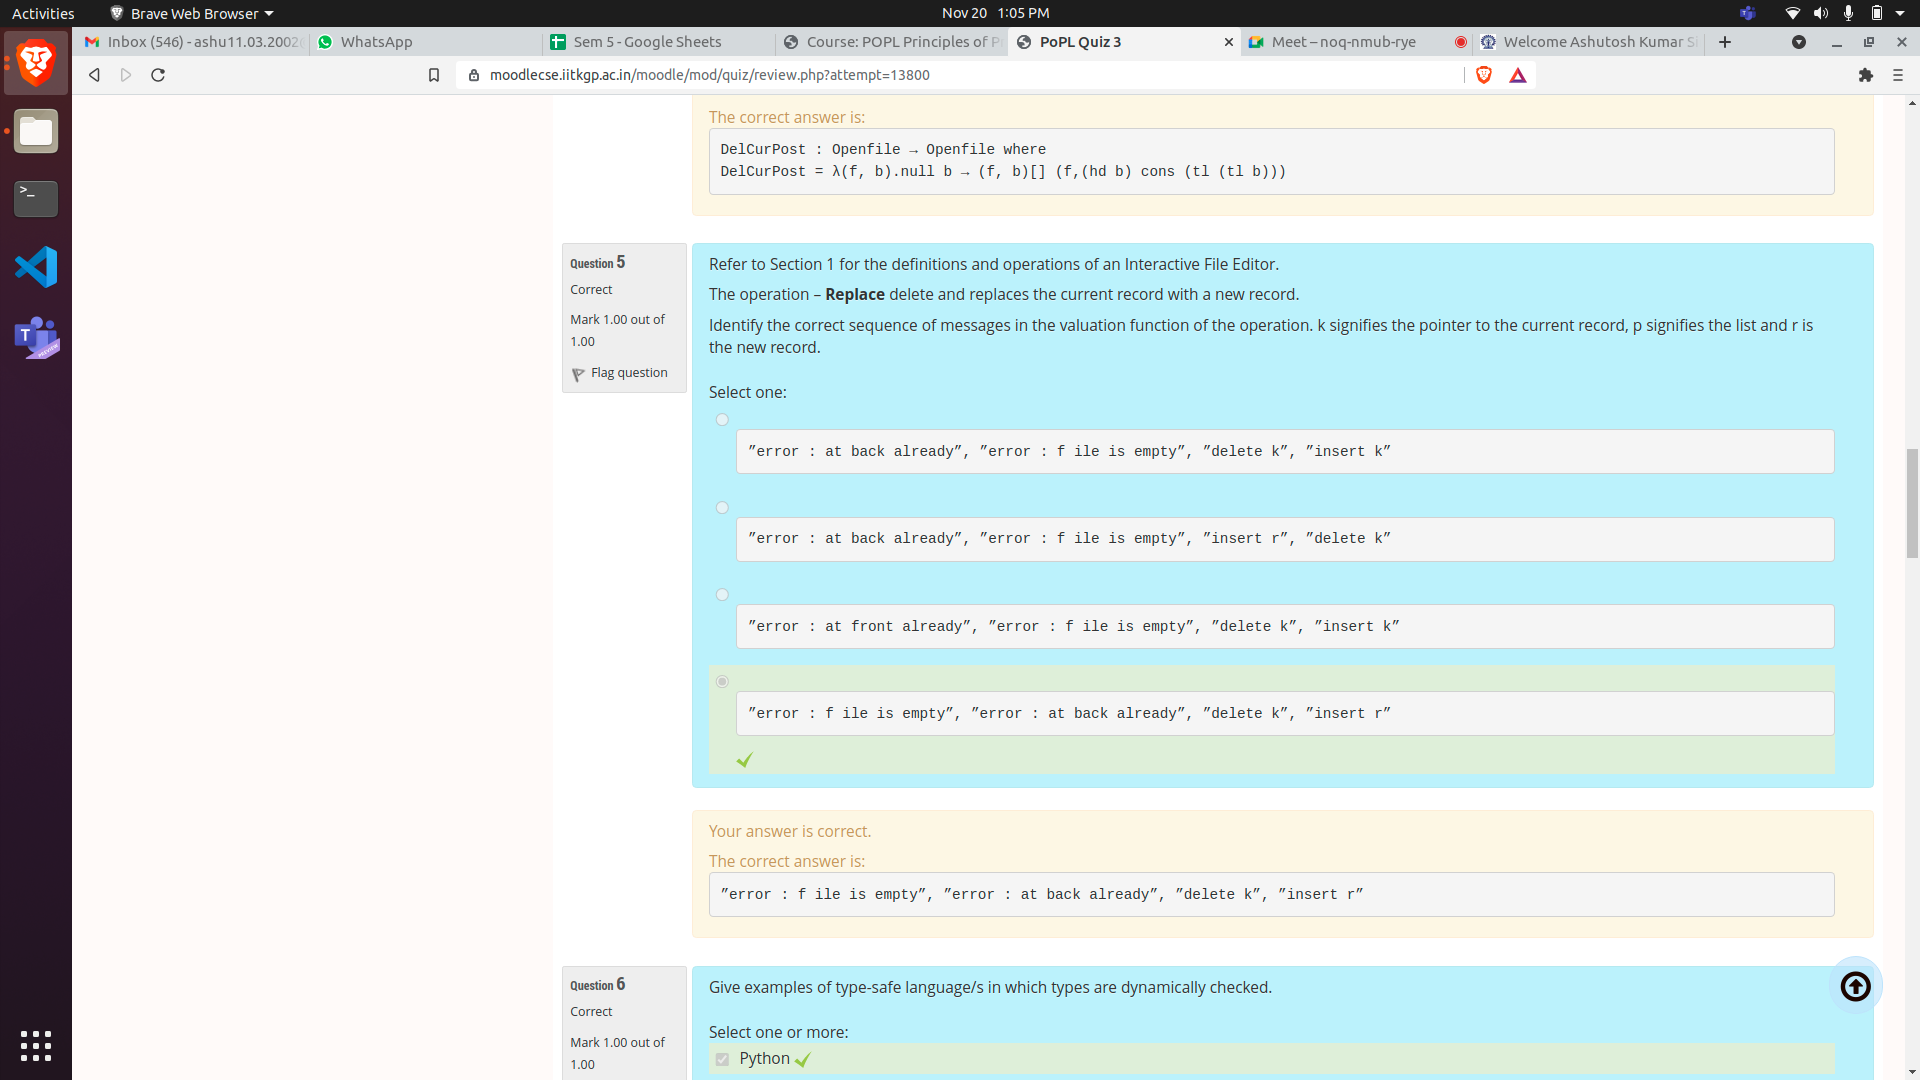 Activities
Brave Web Browser
Nov 20 1:05 PM
Inbox (546) - ashu11.03.2002
WhatsApp
Sem 5 - Google Sheets
Course: POPL Principles of P
PoPL Quiz 3
Meet – noq-nmub-rye
Welcome Ashutosh Kumar Si
moodlecse.iitkgp.ac.in/moodle/mod/quiz/review.php?attempt=13800
The correct answer is:
DelCurPost : Openfile → Openfile where
DelCurPost = λ(f, b).null b → (f, b)[] (f,(hd b) cons (tl (tl b)))
Question 5
Correct
Mark 1.00 out of
1.00
Flag question
Refer to Section 1 for the definitions and operations of an Interactive File Editor.
The operation – Replace delete and replaces the current record with a new record.
Identify the correct sequence of messages in the valuation function of the operation. k signifies the pointer to the current record, p signifies the list and r is
the new record.
Select one:
”error : at back already”, ”error : f ile is empty”, ”delete k”, ”insert k”
”error : at back already”, ”error : f ile is empty”, ”insert r”, ”delete k”
”error : at front already”, ”error : f ile is empty”, ”delete k”, ”insert k”
”error : f ile is empty”, ”error : at back already”, ”delete k”, ”insert r”
Your answer is correct.
The correct answer is:
”error : f ile is empty”, ”error : at back already”, ”delete k”, ”insert r”
Question 6
Correct
Mark 1.00 out of
1.00
Give examples of type-safe language/s in which types are dynamically checked.
Select one or more:
Python